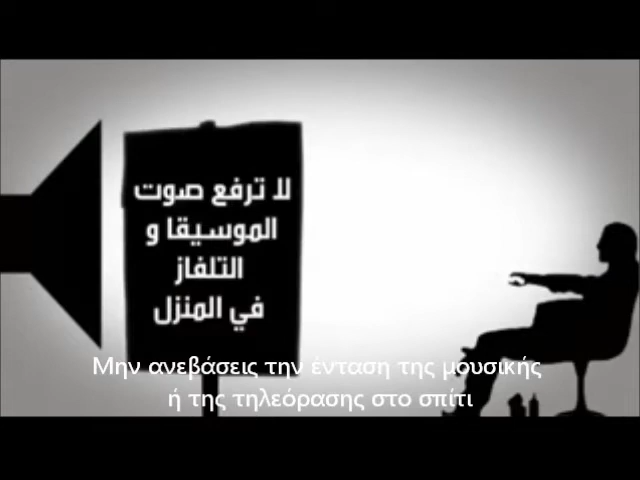 لا ترفع صوت
الموسيقا و
التلفاز
في المنزل
Μην ανεβάσεις την ένταση της μουσικής
ή της τηλεόρασης στο σπίτι